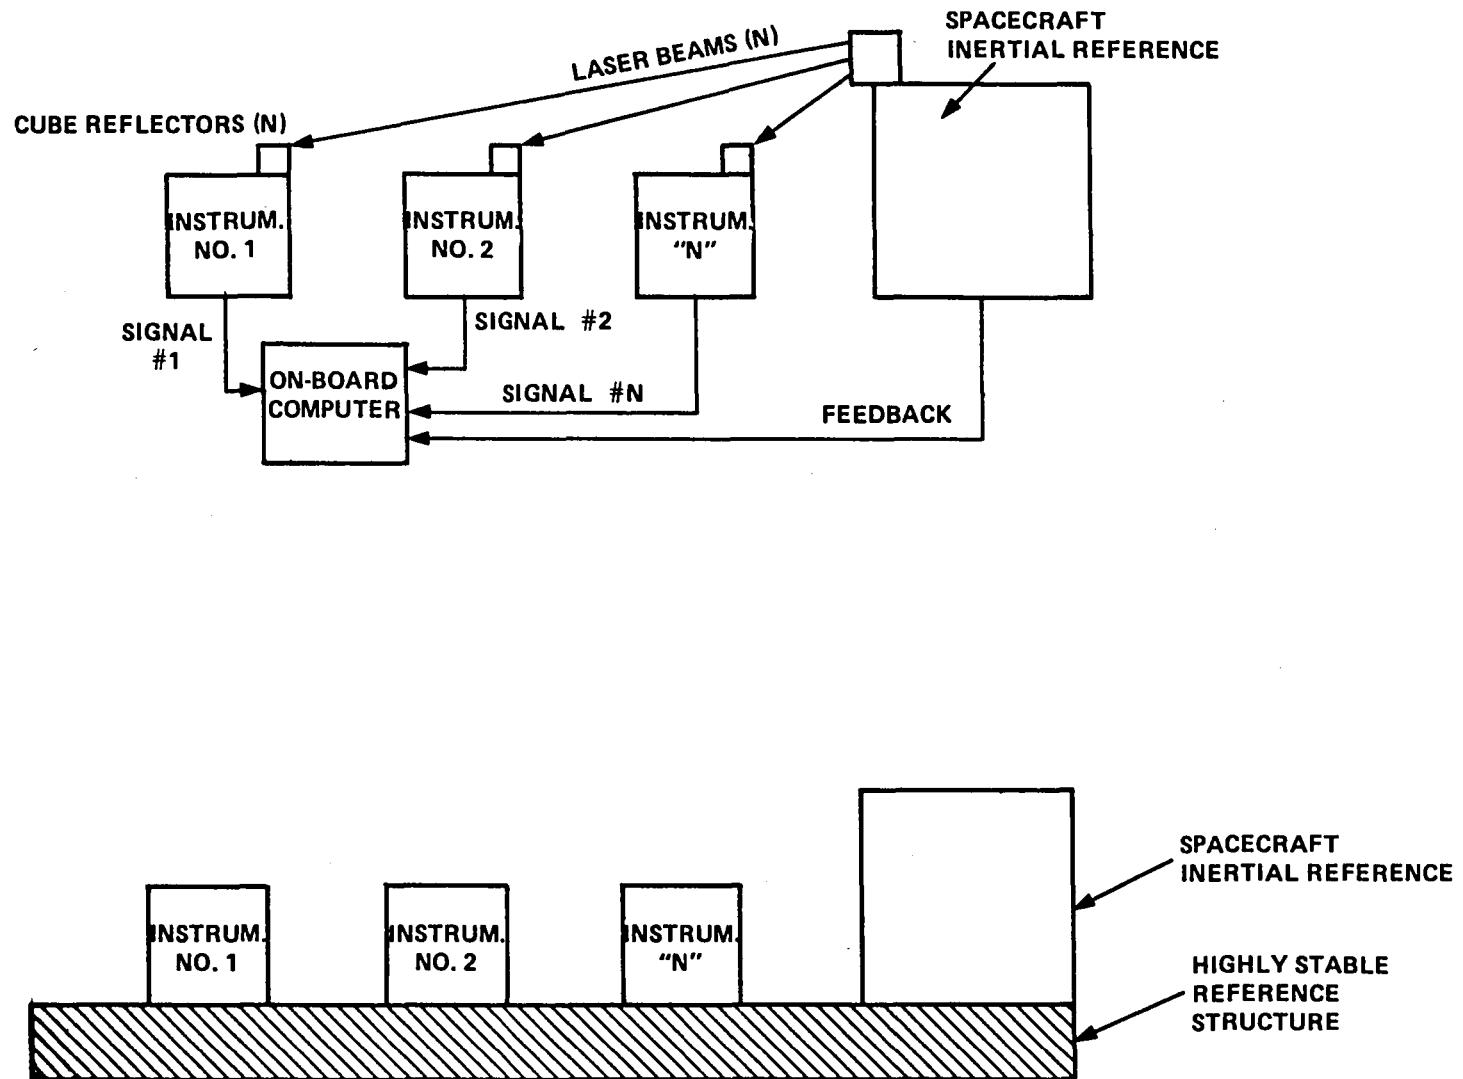 SPACECRAFT
INERTIAL REFERENCE
LASER BEAMS (N)
CUBE REFLECTORS (N)
INSTRUM.
NO. 1
INSTRUM.
NO. 2
INSTRUM.
“N”
SIGNAL
#1
SIGNAL #2
ON-BOARD
COMPUTER
SIGNAL #N
FEEDBACK
SPACECRAFT
INERTIAL REFERENCE
INSTRUM.
NO. 1
INSTRUM.
NO. 2
INSTRUM.
“N”
HIGHLY STABLE
REFERENCE
STRUCTURE